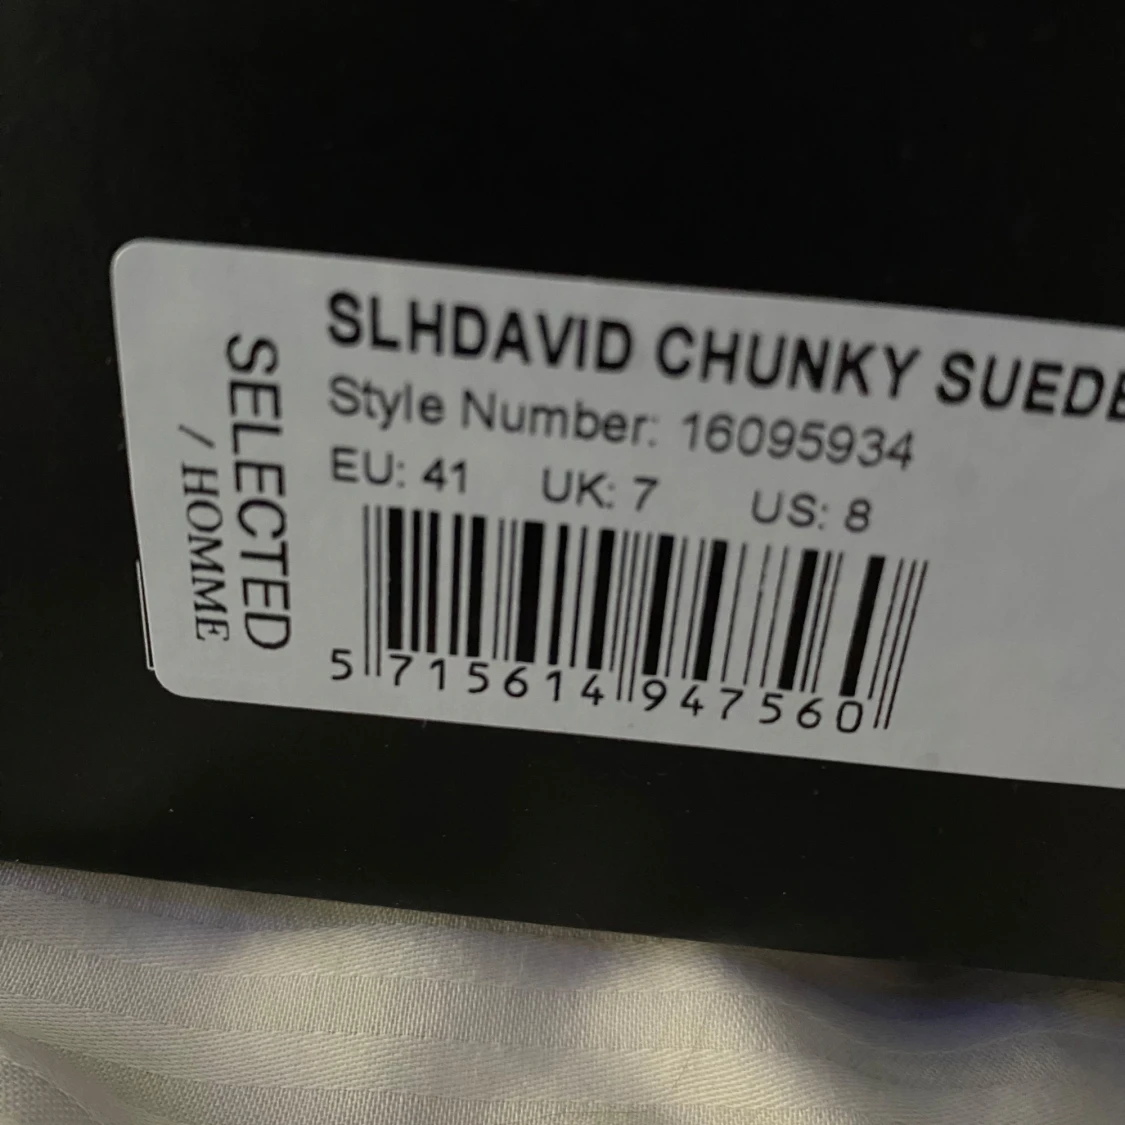 SLHDAVID CHUNKY SUEDE
Style Number: 16095934
EU: 41 UK: 7 US: 8
5 715614 947560
SELECTED
/ HOMME